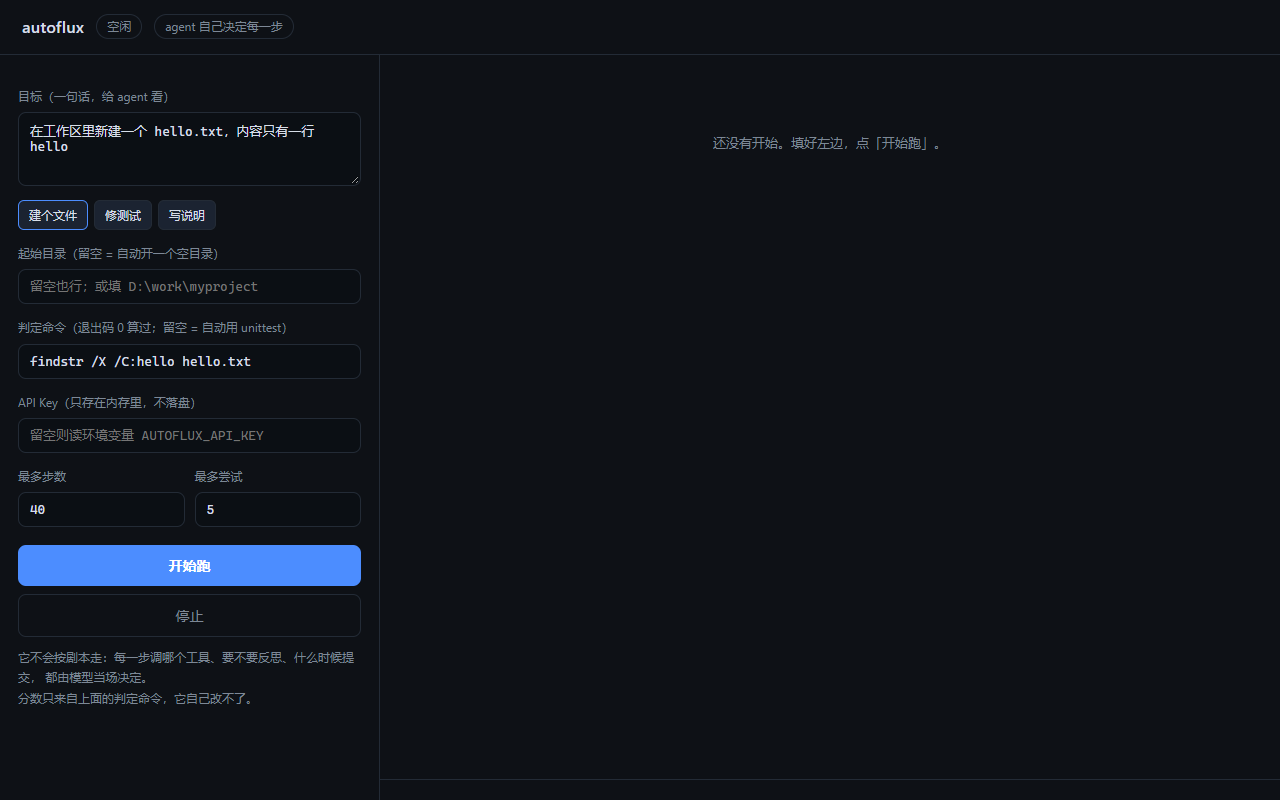 autoflux
空闲
agent 自己决定每一步
目标（一句话，给 agent 看）
在工作区里新建一个 hello.txt，内容只有一行
hello
建个文件
修测试
写说明
起始目录（留空 = 自动开一个空目录）
留空也行；或填 D:\work\myproject
判定命令（退出码 0 算过；留空 = 自动用 unittest）
findstr /X /C:hello hello.txt
API Key（只存在内存里，不落盘）
留空则读环境变量 AUTOFLUX_API_KEY
最多步数
最多尝试
40
5
开始跑
停止
它不会按剧本走：每一步调哪个工具、要不要反思、什么时候提
交， 都由模型当场决定。
分数只来自上面的判定命令，它自己改不了。
还没有开始。填好左边，点「开始跑」。